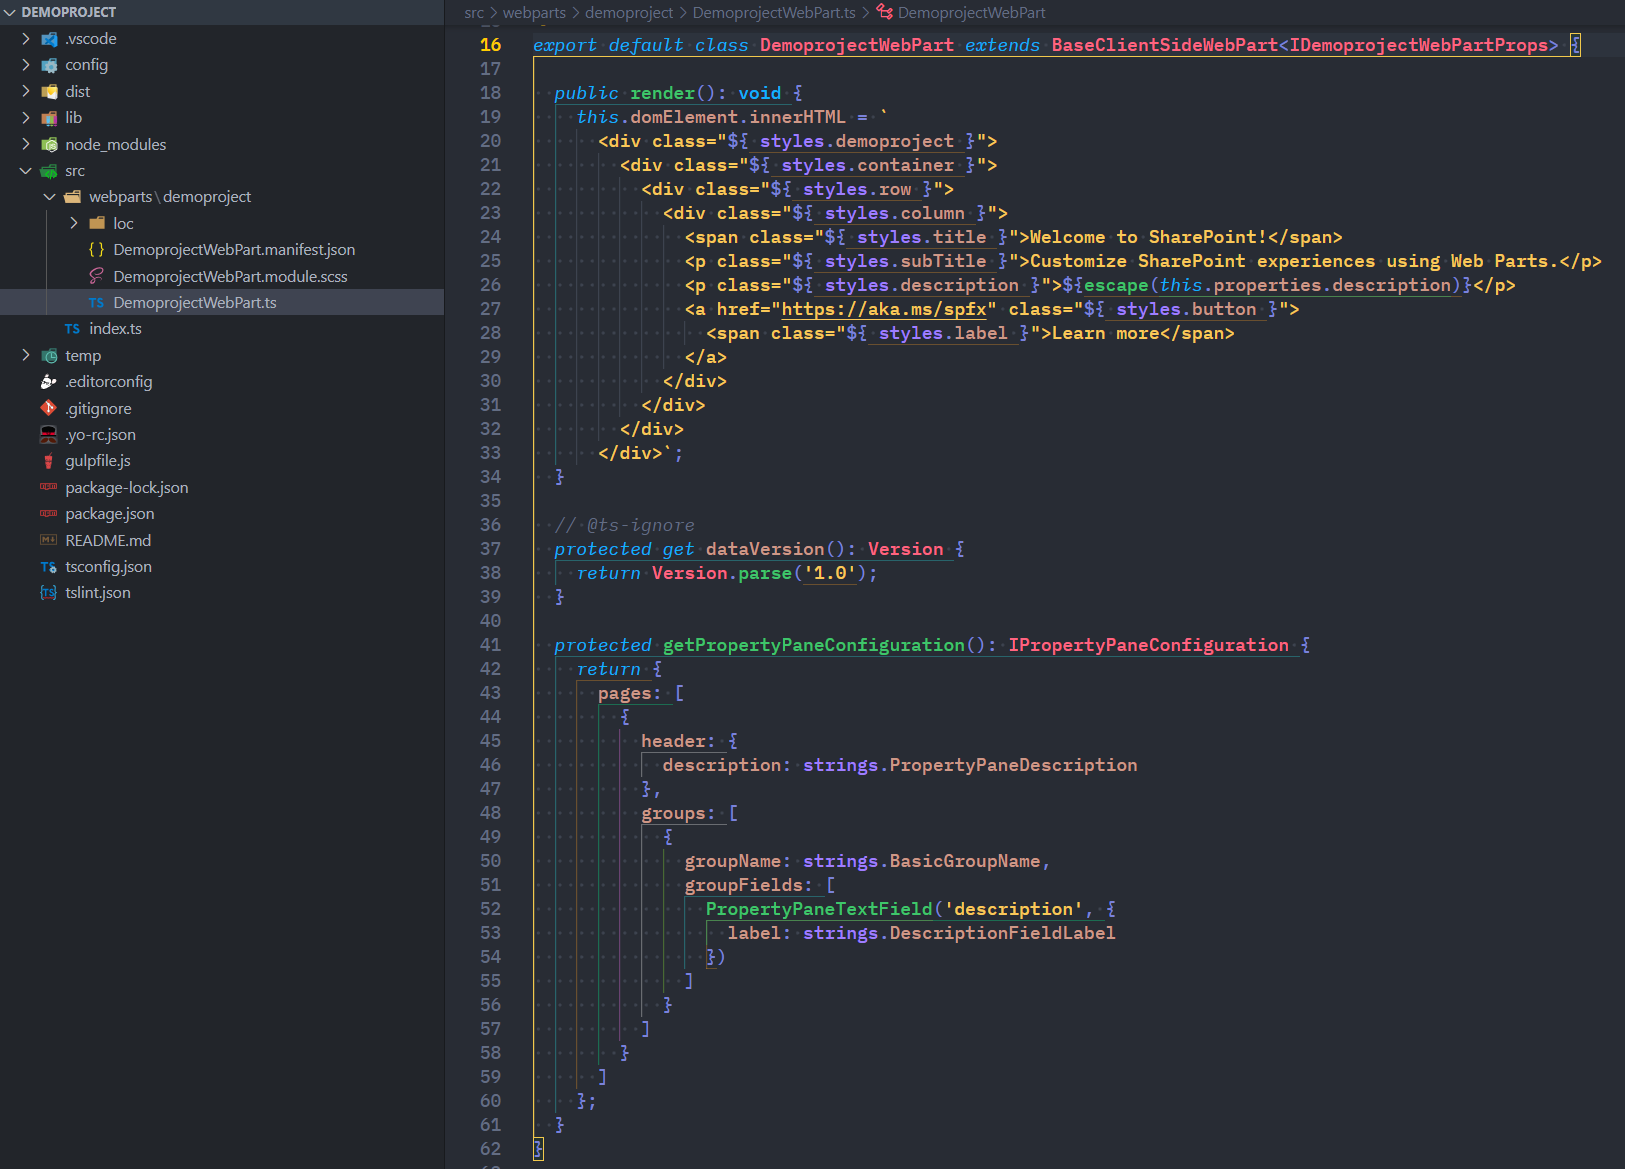 DEMOPROJECT
.vscode
config
dist
lib
node_modules
src
webparts\demoproject
loc
{} DemoprojectWebPart.manifest.json
DemoprojectWebPart.module.scss
TS DemoprojectWebPart.ts
TS index.ts
temp
.editorconfig
.gitignore
.yo-rc.json
gulpfile.js
package-lock.json
package.json
README.md
tsconfig.json
tslint.json
src > webparts > demoproject > DemoprojectWebPart.ts > DemoprojectWebPart
16 export default class DemoprojectWebPart extends BaseClientSideWebPart<IDemoprojectWebPartProps> {
17
18   public render(): void {
19     this.domElement.innerHTML = `
20       <div class="${ styles.demoproject }">
21         <div class="${ styles.container }">
22           <div class="${ styles.row }">
23             <div class="${ styles.column }">
24               <span class="${ styles.title }">Welcome to SharePoint!</span>
25               <p class="${ styles.subTitle }">Customize SharePoint experiences using Web Parts.</p>
26               <p class="${ styles.description }">${escape(this.properties.description)}</p>
27               <a href="https://aka.ms/spfx" class="${ styles.button }">
28                 <span class="${ styles.label }">Learn more</span>
29               </a>
30             </div>
31           </div>
32         </div>
33       </div>`;
34   }
35
36   // @ts-ignore
37   protected get dataVersion(): Version {
38     return Version.parse('1.0');
39   }
40
41   protected getPropertyPaneConfiguration(): IPropertyPaneConfiguration {
42     return {
43       pages: [
44         {
45           header: {
46             description: strings.PropertyPaneDescription
47           },
48           groups: [
49             {
50               groupName: strings.BasicGroupName,
51               groupFields: [
52                 PropertyPaneTextField('description', {
53                   label: strings.DescriptionFieldLabel
54                 })
55               ]
56             }
57           ]
58         }
59       ]
60     };
61   }
62 }